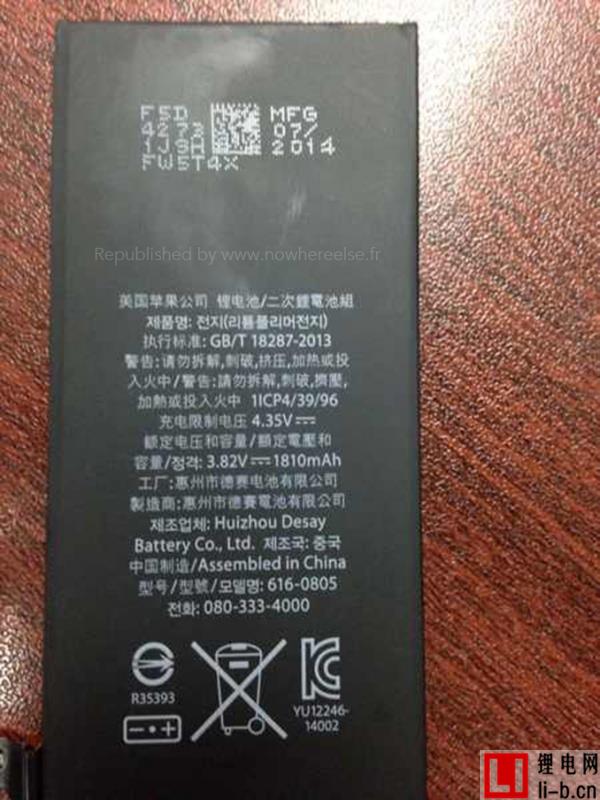 F5D
4273
1JSH
FW5T4X
MFG
07/
2014
Republished by www.nowhereelse.fr
美国苹果公司 锂电池/二次鋰電池組
제품명: 전지(리튬폴리머전지)
执行标准: GB/T 18287-2013
警告:请勿拆解,刺破,挤压,加热或投
入火中/警告:請勿拆解,刺破,擠壓,
加熱或投入火中 1ICP4/39/96
充电限制电压 4.35V⎓
额定电压和容量/額定電壓和
容量/정격: 3.82V⎓1810mAh
工厂:惠州市德赛电池有限公司
製造商:惠州市德賽電池有限公司
제조업체: Huizhou Desay
Battery Co., Ltd. 제조국: 중국
中国制造/Assembled in China
型号/型號/모델명: 616-0805
전화: 080-333-4000
R35393
YU12246-
14002
LI 锂电网
li-b.cn